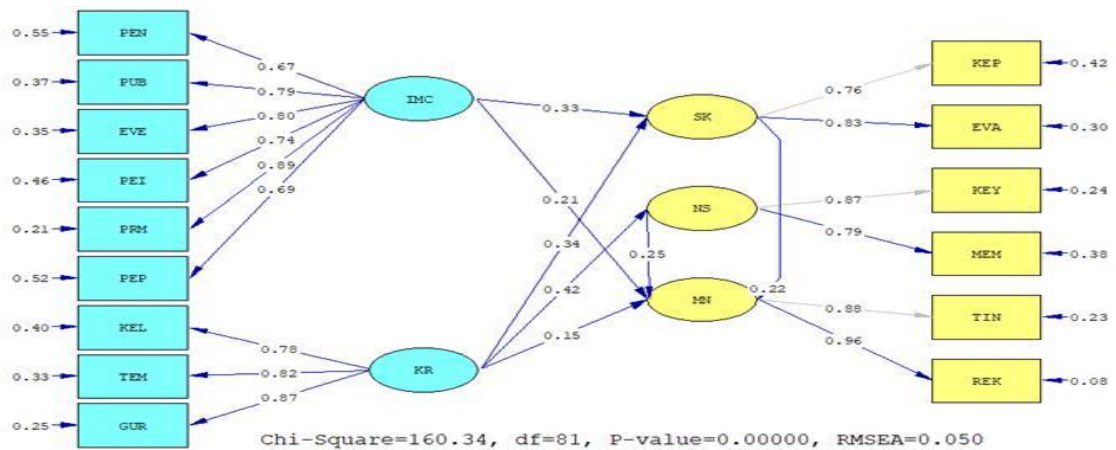 0.55 PEN
0.37 PUB
0.35 EVE
0.46 PEI
0.21 PRM
0.52 PEP
0.40 KEL
0.33 TEM
0.25 GUR
0.67
0.79
0.80
0.74
0.89
0.69
0.78
0.82
0.87
IMC
KR
0.33
0.21
0.34
0.42
0.15
SK
NS
MN
0.25
0.22
0.76
0.83
0.87
0.79
0.88
0.96
KEP 0.42
EVA 0.30
KEY 0.24
MEM 0.38
TIN 0.23
REK 0.08
Chi-Square=160.34, df=81, P-value=0.00000, RMSEA=0.050